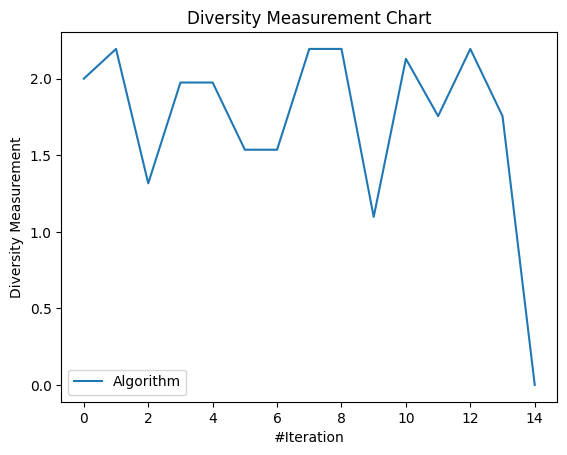 Diversity Measurement Chart
Diversity Measurement
2.0
1.5
1.0
0.5
0.0
Algorithm
0 2 4 6 8 10 12 14
#Iteration